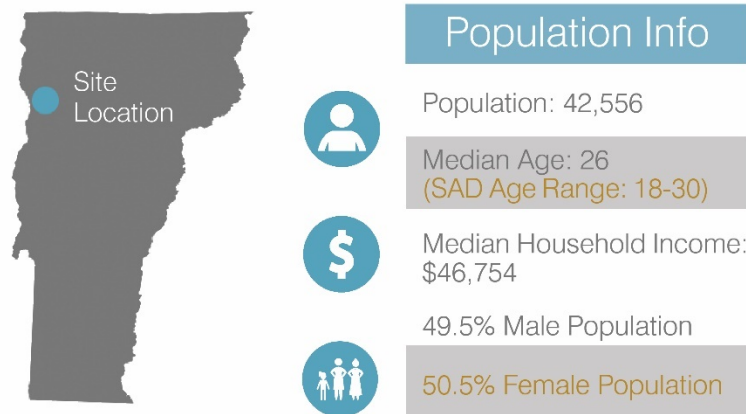 Site
Location
Population Info
Population: 42,556
Median Age: 26
(SAD Age Range: 18-30)
$
Median Household Income:
$46,754
49.5% Male Population
50.5% Female Population